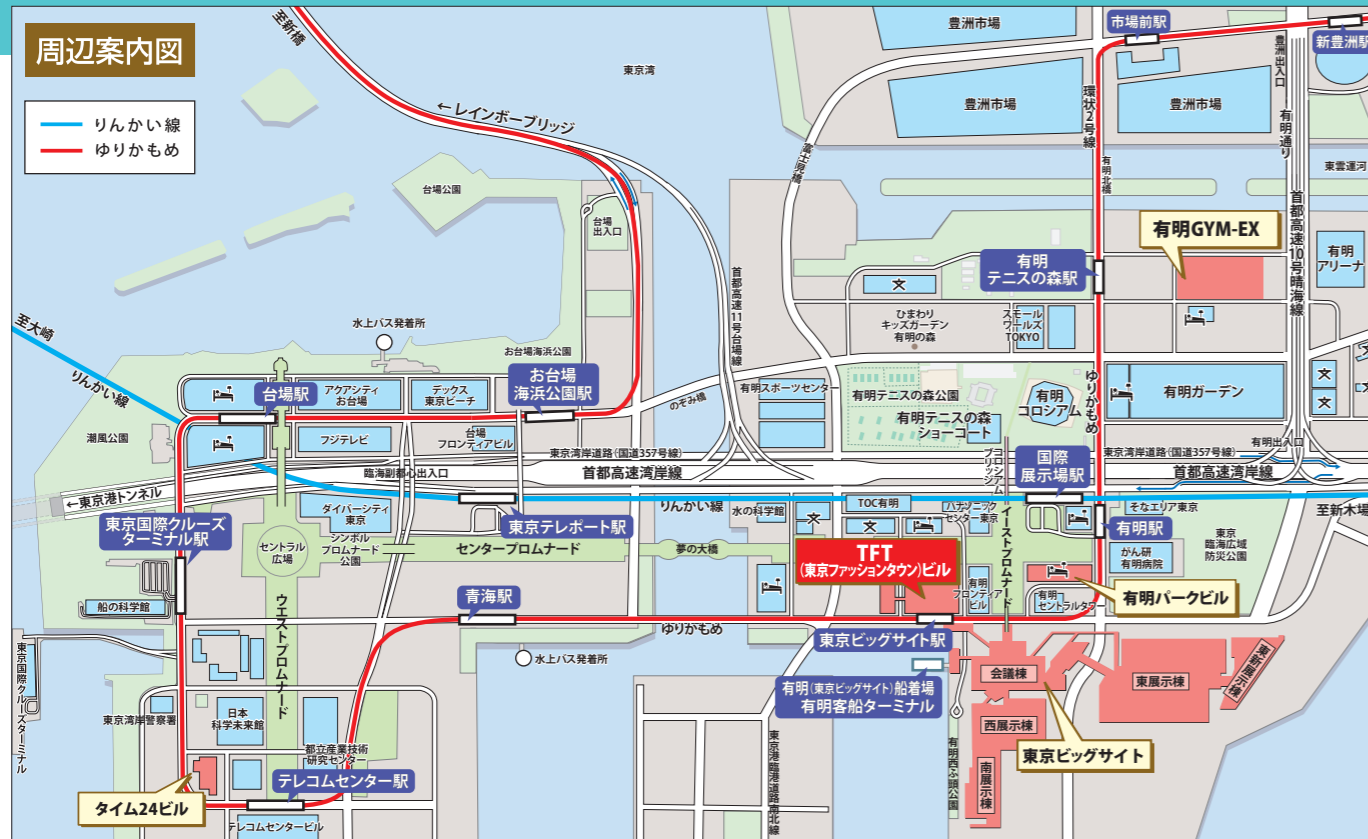 周辺案内図
りんかい線
ゆりかもめ
至新橋
東京湾
←レインボーブリッジ
豊洲市場
市場前駅
新豊洲駅
豊洲出入口
豊洲市場
豊洲市場
環状2号線
有明通り
富士見橋
有明北橋
東雲運河
首都高速10号晴海線
台場公園
台場
出入口
首都高速11号台場線
有明GYM-EX
有明
テニスの森駅
有明
アリーナ
文
ひまわり
キッズガーデン
有明の森
スモール
ワールズ
TOKYO
至大崎
りんかい線
水上バス発着所
お台場海浜公園
お台場
海浜公園駅
台場駅
アクアシティ
お台場
デックス
東京ビーチ
フジテレビ
台場
フロンティアビル
潮風公園
のぞみ橋
有明スポーツセンター
有明テニスの森公園
有明テニスの森
ショーコート
有明
コロシアム
ゆりかもめ
有明ガーデン
文
文
東京湾岸道路(国道357号線)
首都高速湾岸線
臨海副都心出入口
コロシアム
ブリッジ
国際
展示場駅
東京湾岸道路(国道357号線)
有明出入口
首都高速湾岸線
←東京港トンネル
東京国際クルーズ
ターミナル駅
ダイバーシティ
東京
シンボル
プロムナード
公園
セントラル
広場
東京テレポート駅
センタープロムナード
りんかい線
夢の大橋
水の科学館
文
TOC有明
文
パナソニック
センター東京
イーストプロムナード
有明駅
そなエリア東京
至新木場
東京
臨海広域
防災公園
がん研
有明病院
TFT
(東京ファッションタウン)ビル
有明
フロンティア
ビル
有明
セントラルタワー
有明パークビル
船の科学館
ウエストプロムナード
青海駅
ゆりかもめ
東京ビッグサイト駅
水上バス発着所
有明(東京ビッグサイト)船着場
有明客船ターミナル
会議棟
東展示棟
東新展示棟
西展示棟
南展示棟
東京ビッグサイト
有明西ふ頭公園
東京国際クルーズターミナル
東京湾岸警察署
日本
科学未来館
都立産業技術
研究センター
テレコムセンター駅
タイム24ビル
テレコムセンタービル
東京港臨港道路南北線